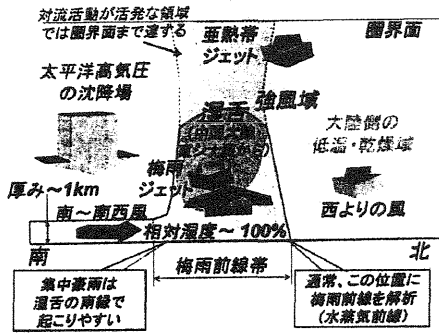 対流活動が活発な領域
では圏界面まで達する
圏界面
亜熱帯
ジェット
太平洋高気圧
の沈降場
湿舌
強風域
大陸側の
低温・乾燥域
梅雨
ジェット
厚み～1km
南～南西風
西よりの風
相対湿度～100%
南
北
梅雨前線帯
集中豪雨は
湿舌の南縁で
起こりやすい
通常、この位置に
梅雨前線を解析
(水蒸気前線)